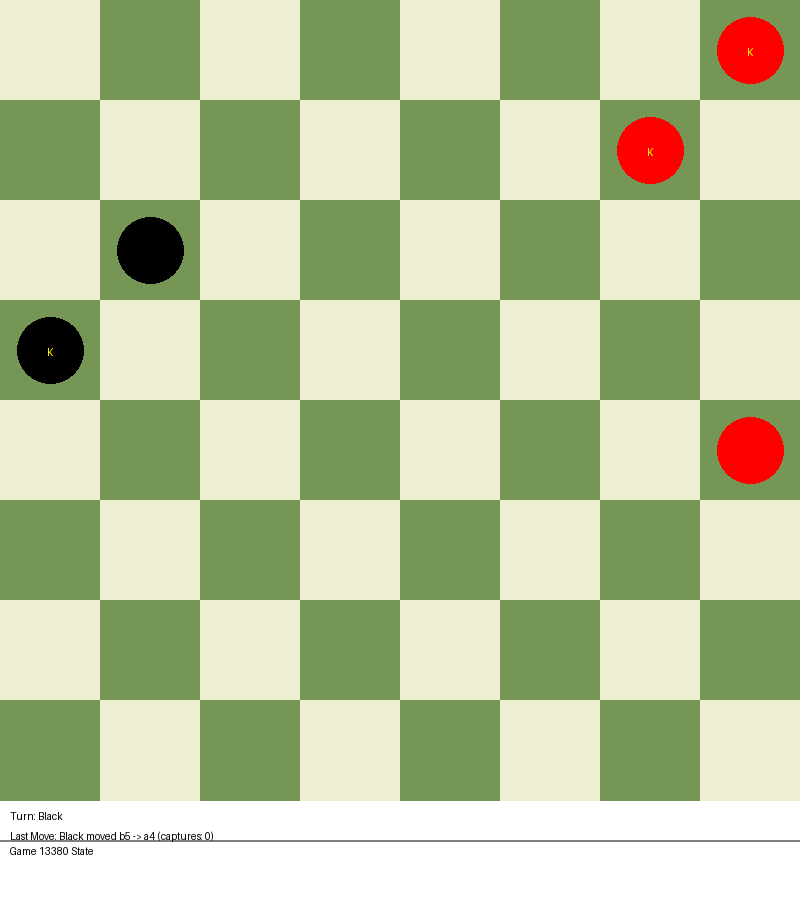 K
K
K
Turn: Black
Last Move: Black moved b5 -> a4 (captures: 0)
Game 13380 State